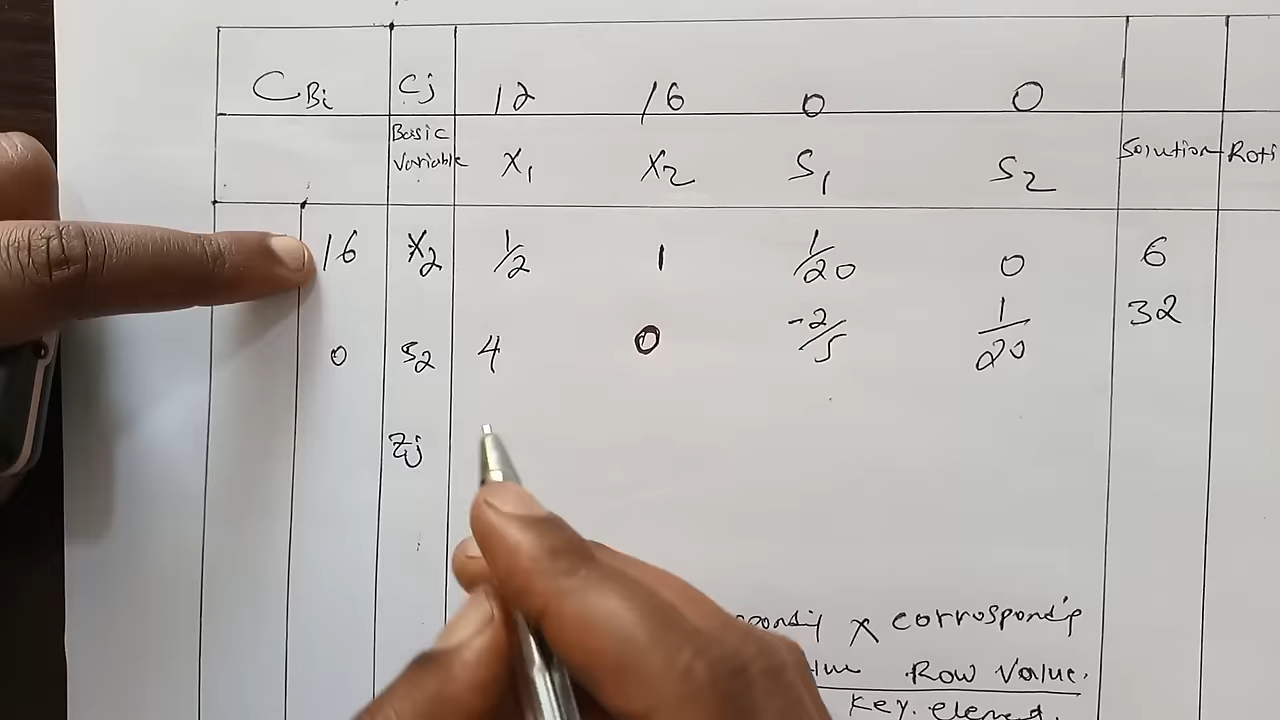 CBi Cj 12 16 0 0
Basic Variable X1 X2 S1 S2 Solution Rati
16 X2 1/2 1 1/20 0 6
0 S2 4 0 -2/5 1/20 32
Zj
X corrospondig
Row Value.
Key. element.